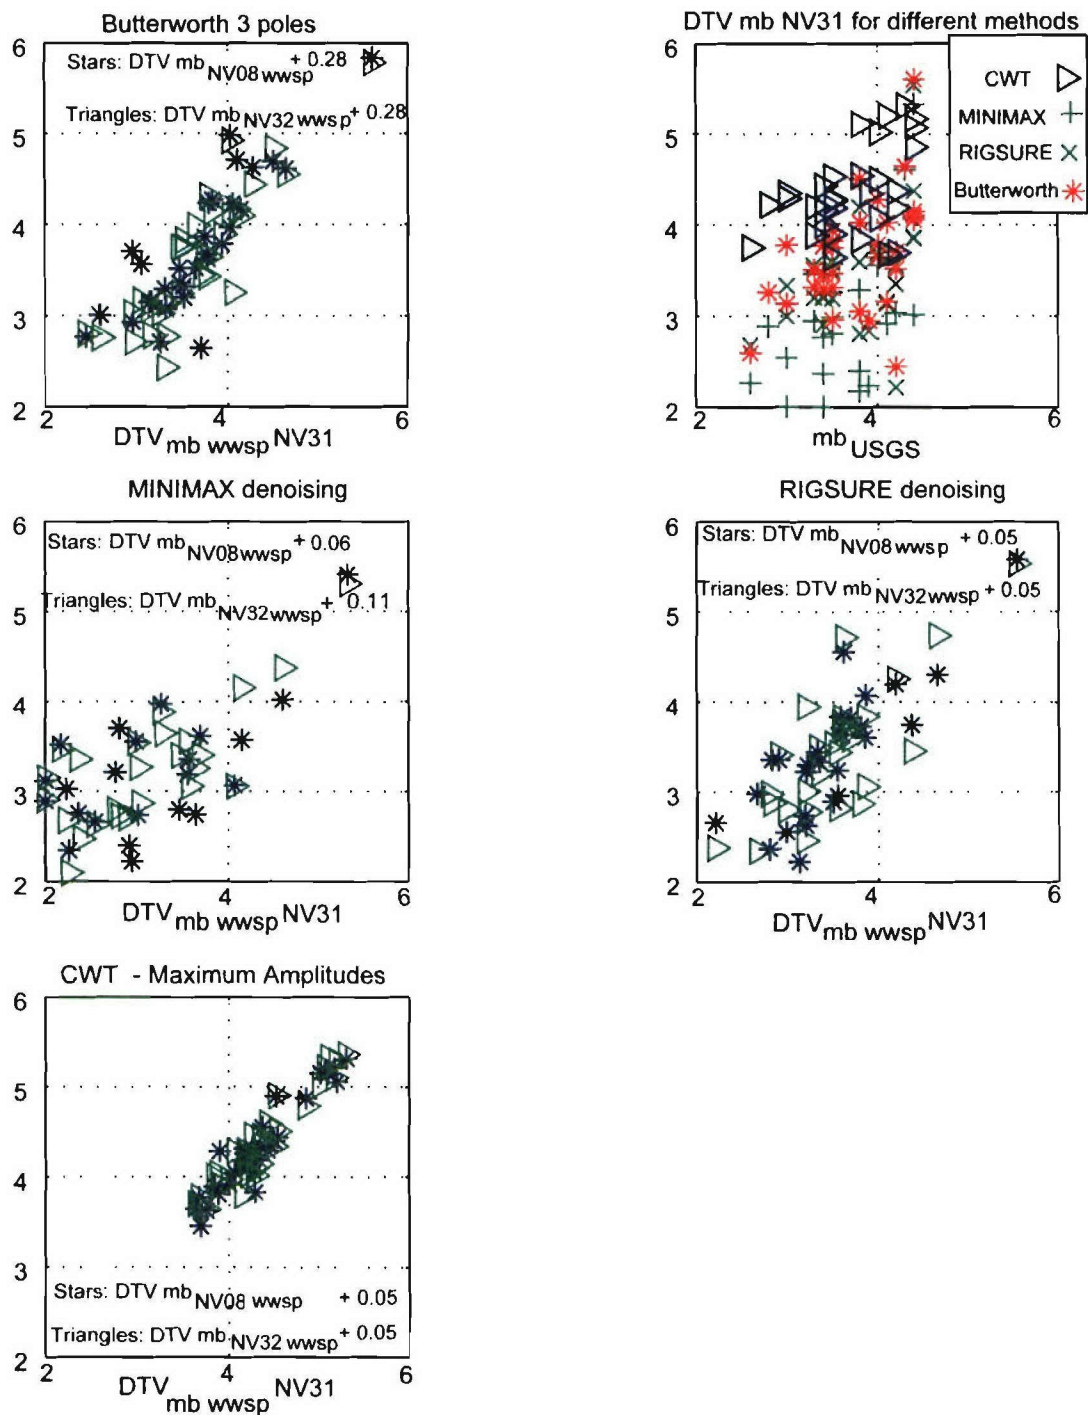 Butterworth 3 poles
6
Stars: DTV mb NV08 wwsp + 0.28
Triangles: DTV mb NV32 wwsp + 0.28
5
4
3
2
2 4 6
DTV mb wwsp NV31
DTV mb NV31 for different methods
6
CWT
MINIMAX
RIGSURE
Butterworth
5
4
3
2
2 4 6
mb USGS
MINIMAX denoising
6
Stars: DTV mb NV08 wwsp + 0.06
Triangles: DTV mb NV32 wwsp + 0.11
5
4
3
2
2 4 6
DTV mb wwsp NV31
RIGSURE denoising
6
Stars: DTV mb NV08 wwsp + 0.05
Triangles: DTV mb NV32 wwsp + 0.05
5
4
3
2
2 4 6
DTV mb wwsp NV31
CWT - Maximum Amplitudes
6
5
4
3
Stars: DTV mb NV08 wwsp + 0.05
Triangles: DTV mb NV32 wwsp + 0.05
2
2 4 6
DTV mb wwsp NV31